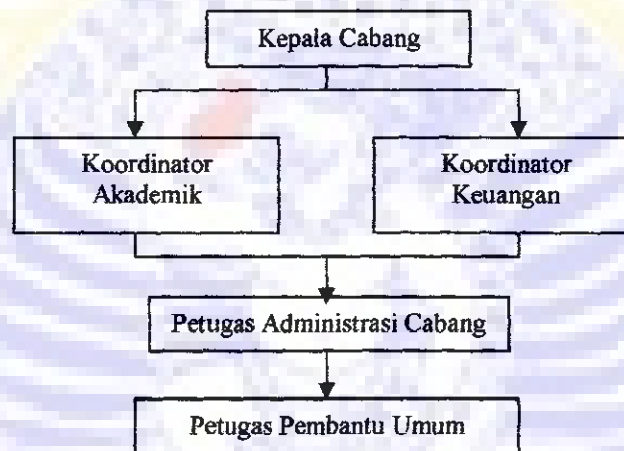 Kepala Cabang
Koordinator
Akademik
Koordinator
Keuangan
Petugas Administrasi Cabang
Petugas Pembantu Umum